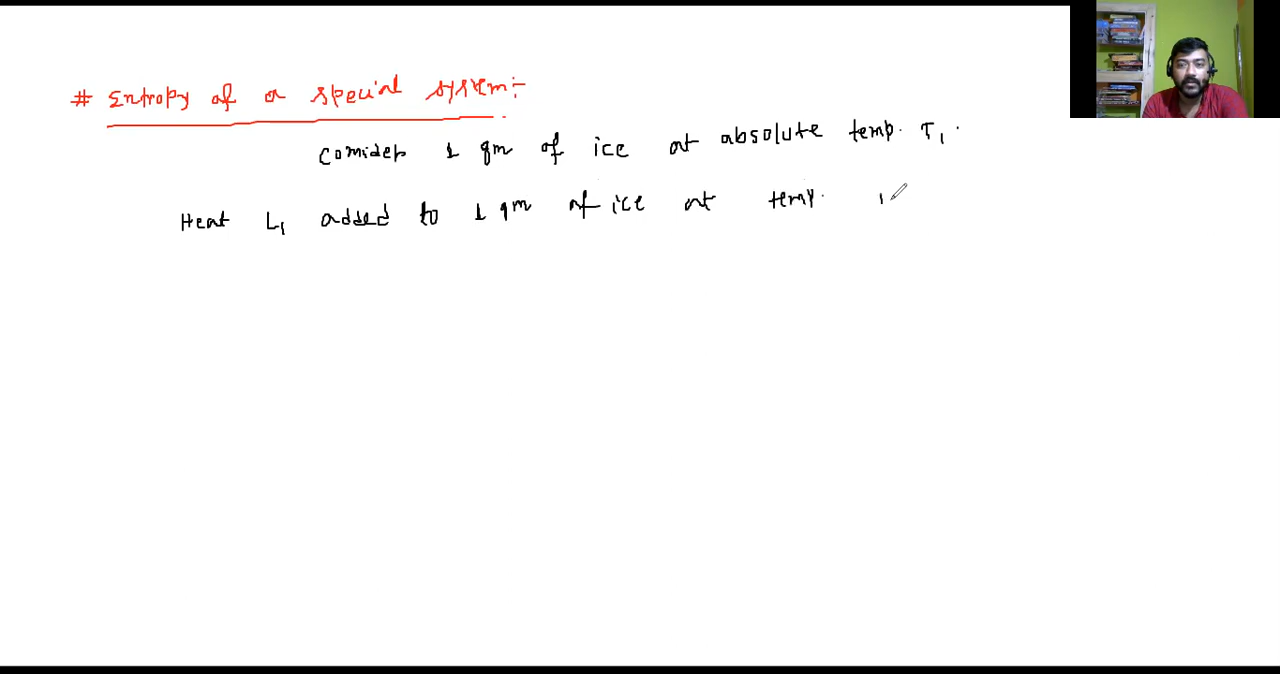 # Entropy of a special system:-
Consider 1 gm of ice at absolute temp. T₁.
Heat L₁ added to 1 gm of ice at temp.